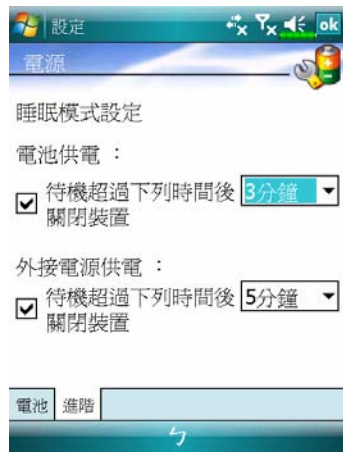 設定
ok
電源
睡眠模式設定
電池供電 :
待機超過下列時間後 3分鐘
關閉裝置
外接電源供電 :
待機超過下列時間後 5分鐘
關閉裝置
電池 進階
ㄅ